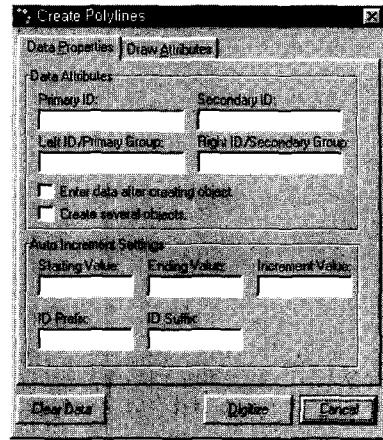 Create Polylines
Data Properties Draw Attributes
Data Attributes
Primary ID: Secondary ID:
Left ID/Primary Group: Right ID/Secondary Group:
Enter data after creating object.
Create several objects.
Auto Increment Settings
Starting Value: Ending Value: Increment Value:
ID Prefix: ID Suffix:
Clear Data Digitize Cancel